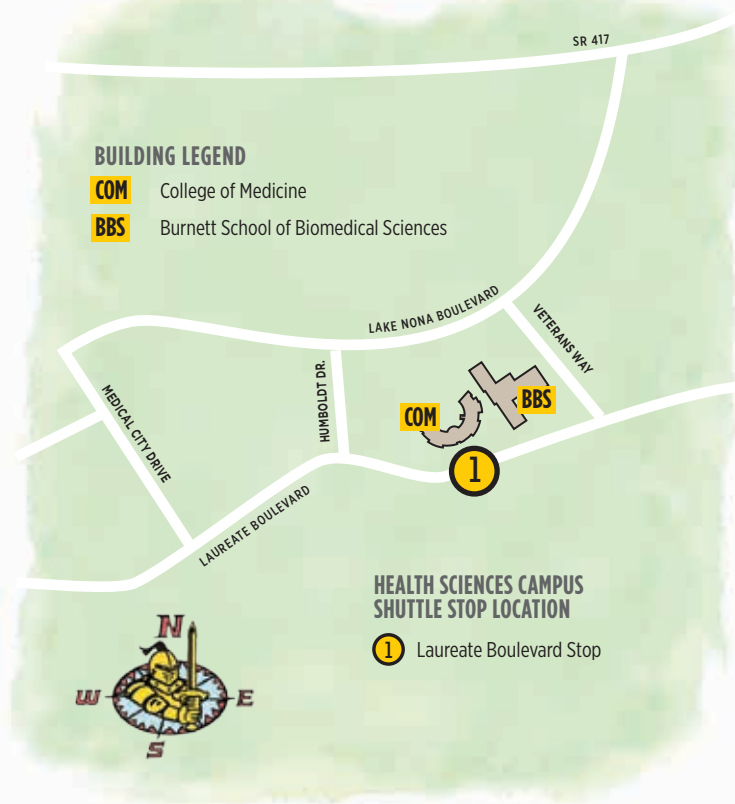 SR 417
BUILDING LEGEND
COM College of Medicine
BBS Burnett School of Biomedical Sciences
LAKE NONA BOULEVARD
VETERANS WAY
HUMBOLDT DR.
MEDICAL CITY DRIVE
BBS
COM
1
LAUREATE BOULEVARD
HEALTH SCIENCES CAMPUS
SHUTTLE STOP LOCATION
1 Laureate Boulevard Stop
N
W E
S